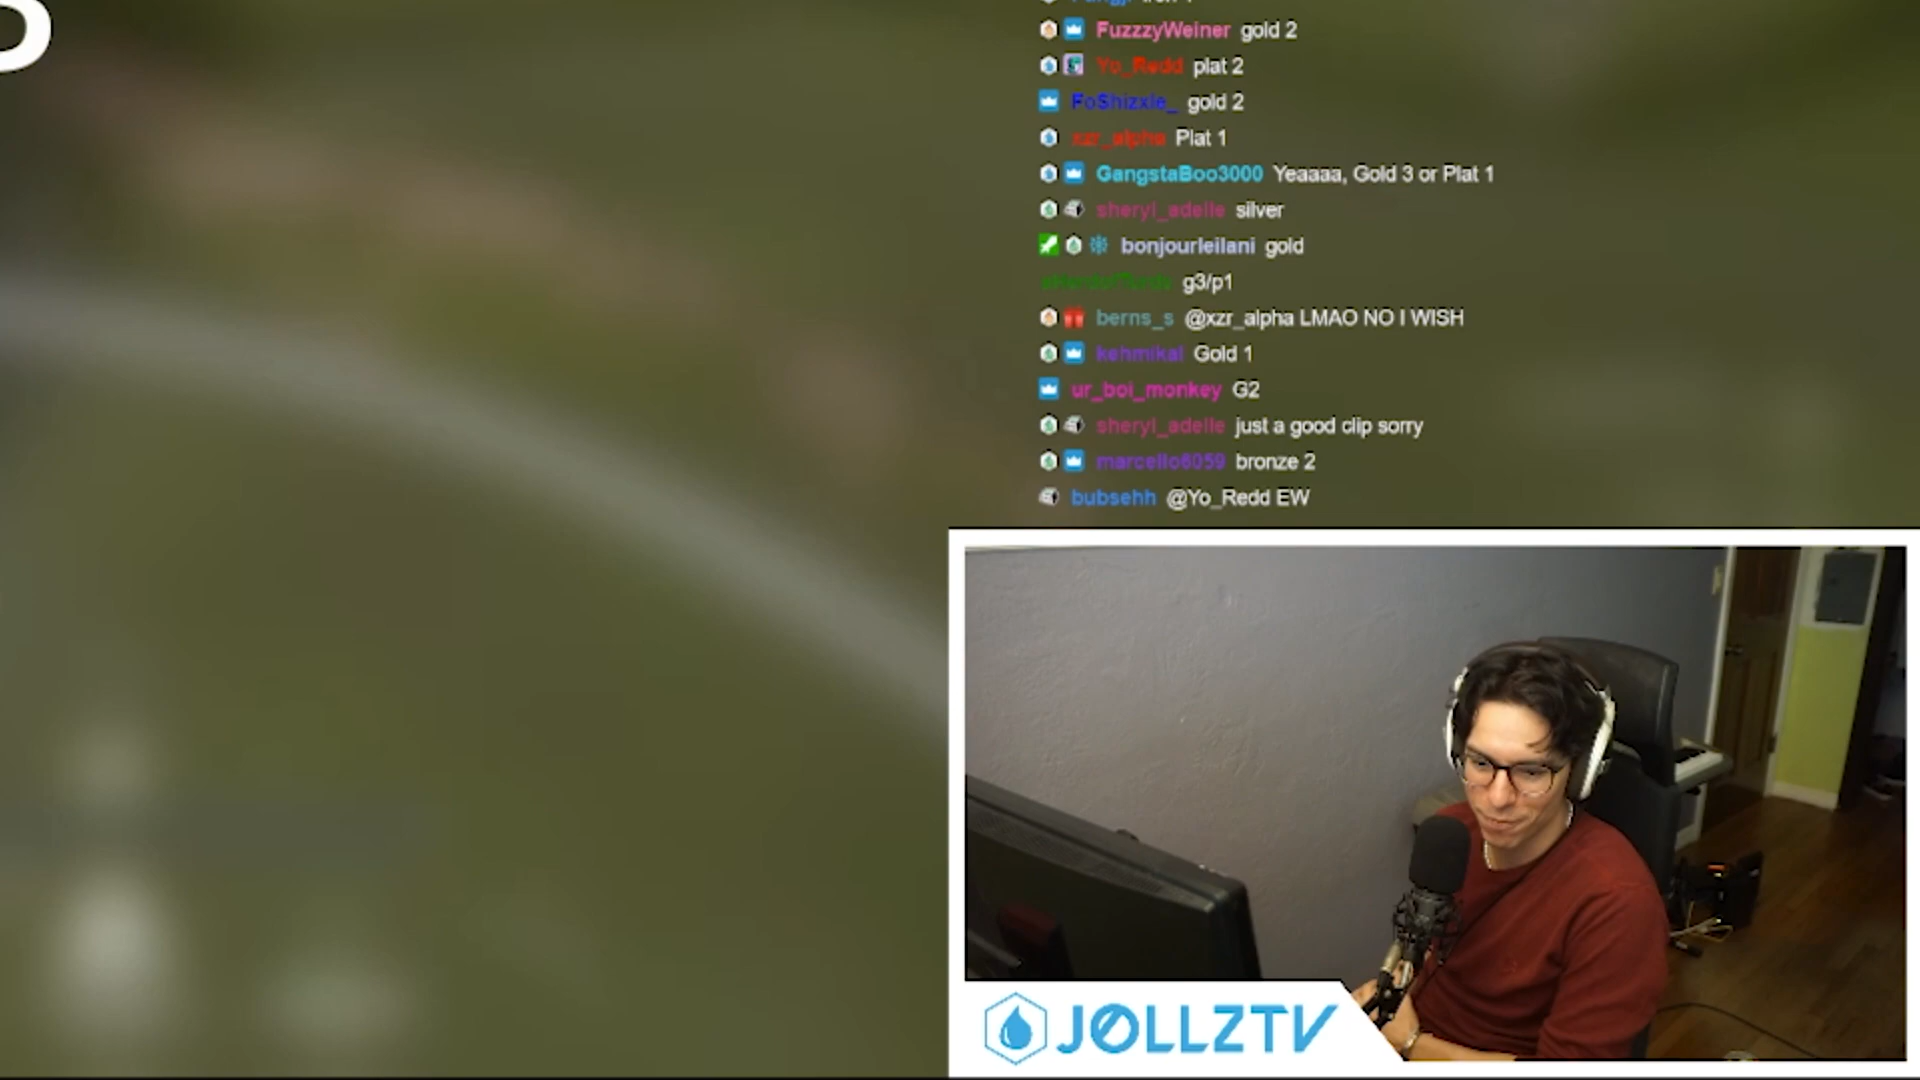 FuzzzyWeiner gold 2
Yo_Redd plat 2
FoShizxle_ gold 2
xzr_alpha Plat 1
GangstaBoo3000 Yeaaaa, Gold 3 or Plat 1
sheryl_adelle silver
bonjourleilani gold
g3/p1
berns_s @xzr_alpha LMAO NO I WISH
kehmikal Gold 1
ur_boi_monkey G2
sheryl_adelle just a good clip sorry
marcello6059 bronze 2
bubsehh @Yo_Redd EW
JØLLZTV